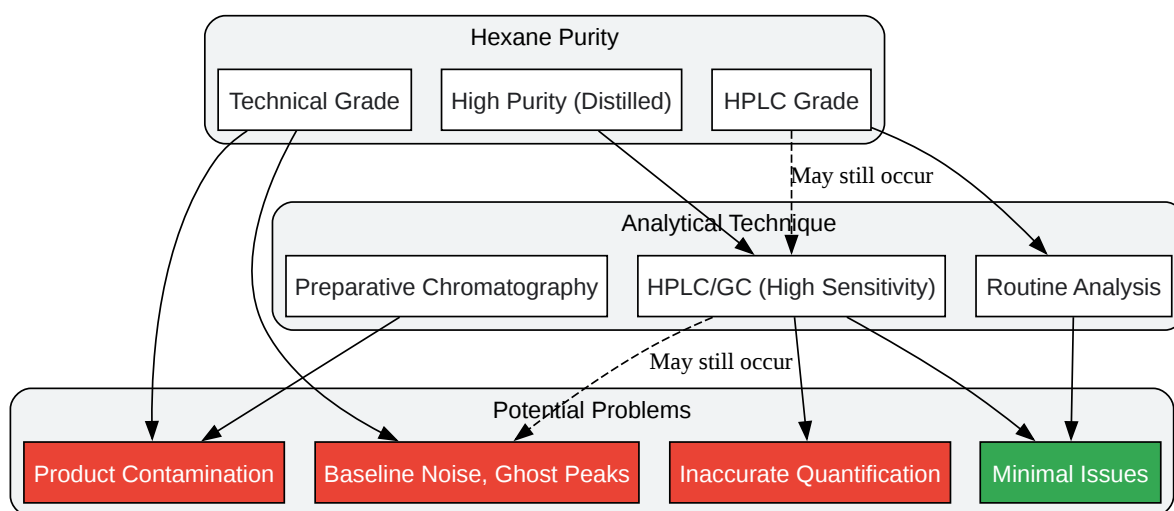 Hexane Purity
Technical Grade
High Purity (Distilled)
HPLC Grade
May still occur
Analytical Technique
Preparative Chromatography
HPLC/GC (High Sensitivity)
Routine Analysis
May still occur
Potential Problems
Product Contamination
Baseline Noise, Ghost Peaks
Inaccurate Quantification
Minimal Issues